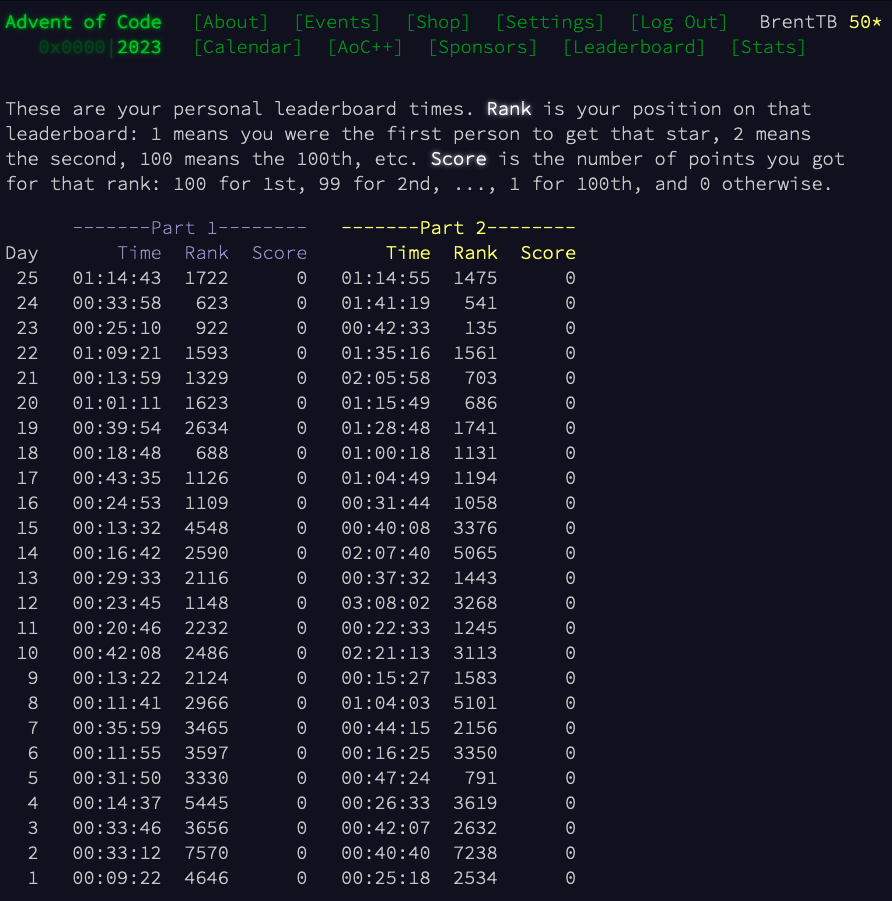 Advent of Code [About] [Events] [Shop] [Settings] [Log Out] BrentTB 50*
0x0000|2023 [Calendar] [AoC++] [Sponsors] [Leaderboard] [Stats]
These are your personal leaderboard times. Rank is your position on that
leaderboard: 1 means you were the first person to get that star, 2 means
the second, 100 means the 100th, etc. Score is the number of points you got
for that rank: 100 for 1st, 99 for 2nd, ..., 1 for 100th, and 0 otherwise.
-------Part 1-------- -------Part 2--------
Day Time Rank Score Time Rank Score
25 01:14:43 1722 0 01:14:55 1475 0
24 00:33:58 623 0 01:41:19 541 0
23 00:25:10 922 0 00:42:33 135 0
22 01:09:21 1593 0 01:35:16 1561 0
21 00:13:59 1329 0 02:05:58 703 0
20 01:01:11 1623 0 01:15:49 686 0
19 00:39:54 2634 0 01:28:48 1741 0
18 00:18:48 688 0 01:00:18 1131 0
17 00:43:35 1126 0 01:04:49 1194 0
16 00:24:53 1109 0 00:31:44 1058 0
15 00:13:32 4548 0 00:40:08 3376 0
14 00:16:42 2590 0 02:07:40 5065 0
13 00:29:33 2116 0 00:37:32 1443 0
12 00:23:45 1148 0 03:08:02 3268 0
11 00:20:46 2232 0 00:22:33 1245 0
10 00:42:08 2486 0 02:21:13 3113 0
9 00:13:22 2124 0 00:15:27 1583 0
8 00:11:41 2966 0 01:04:03 5101 0
7 00:35:59 3465 0 00:44:15 2156 0
6 00:11:55 3597 0 00:16:25 3350 0
5 00:31:50 3330 0 00:47:24 791 0
4 00:14:37 5445 0 00:26:33 3619 0
3 00:33:46 3656 0 00:42:07 2632 0
2 00:33:12 7570 0 00:40:40 7238 0
1 00:09:22 4646 0 00:25:18 2534 0